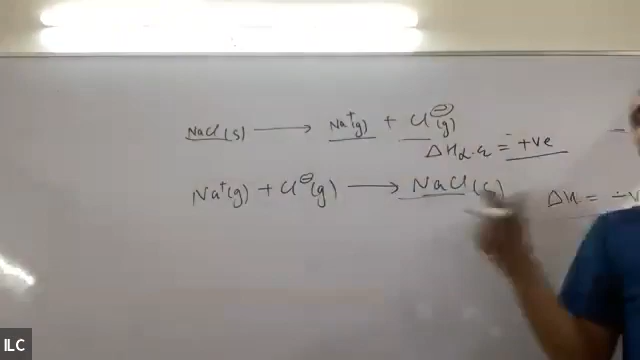 NaCl(s) ⟶ Na⁺(g) + Cl⊖(g)
ΔH = +ve
Na⁺(g) + Cl⊖(g) ⟶ NaCl(s)
ΔH = -v
ILC